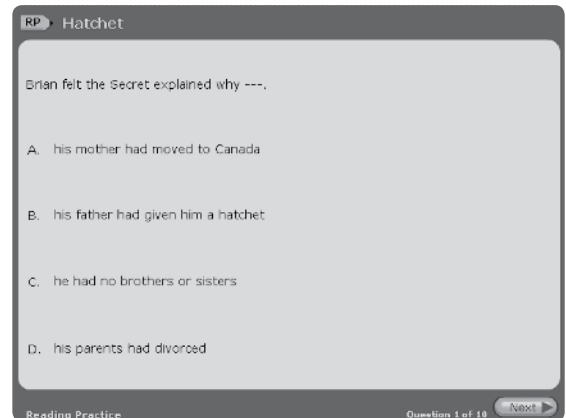 RP Hatchet
Brian felt the Secret explained why ---.
A. his mother had moved to Canada
B. his father had given him a hatchet
C. he had no brothers or sisters
D. his parents had divorced
Reading Practice
Question 1 of 10
Next